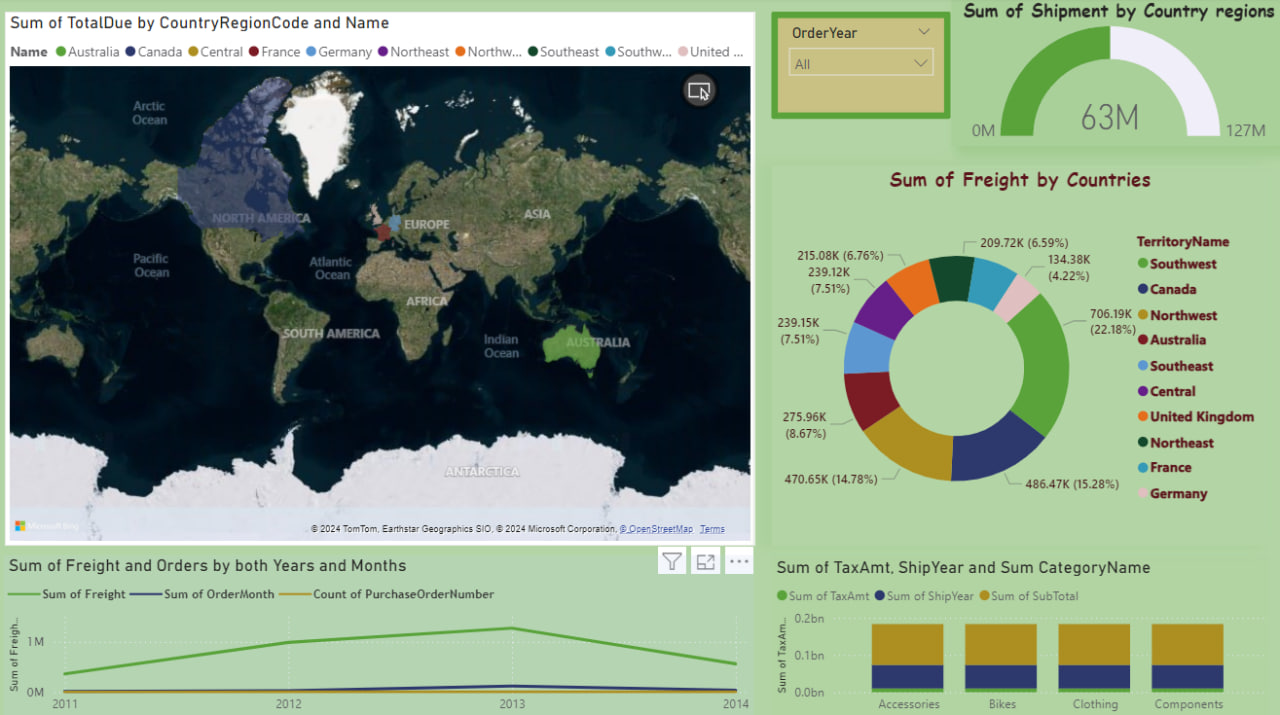 Sum of TotalDue by CountryRegionCode and Name
Name Australia Canada Central France Germany Northeast Northw... Southeast Southw... United ...
Arctic
Ocean
NORTH AMERICA
EUROPE
ASIA
Pacific
Ocean
Atlantic
Ocean
AFRICA
SOUTH AMERICA
Indian
Ocean
AUSTRALIA
ANTARCTICA
Microsoft Bing
© 2024 TomTom, Earthstar Geographics SIO, © 2024 Microsoft Corporation, © OpenStreetMap Terms
OrderYear
All
Sum of Shipment by Country regions
63M
0M
127M
Sum of Freight by Countries
209.72K (6.59%)
215.08K (6.76%)
134.38K
(4.22%)
239.12K
(7.51%)
706.19K
(22.18%)
239.15K
(7.51%)
275.96K
(8.67%)
470.65K (14.78%)
486.47K (15.28%)
TerritoryName
Southwest
Canada
Northwest
Australia
Southeast
Central
United Kingdom
Northeast
France
Germany
Sum of Freight and Orders by both Years and Months
Sum of Freight Sum of OrderMonth Count of PurchaseOrderNumber
Sum of Freigh...
1M
0M
2011 2012 2013 2014
Sum of TaxAmt, ShipYear and Sum CategoryName
Sum of TaxAmt Sum of ShipYear Sum of SubTotal
Sum of TaxAm...
0.2bn
0.1bn
0.0bn
Accessories Bikes Clothing Components